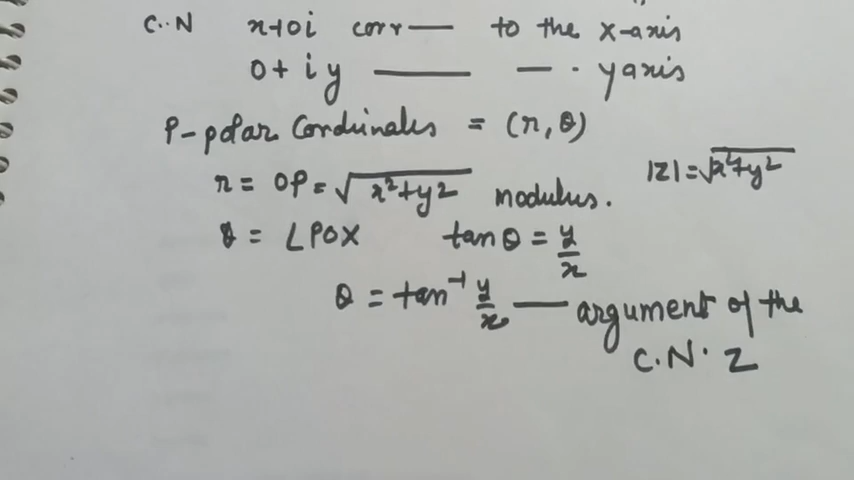 C.N x+0i corr— to the x-axis
0+iy —— — · y axis
P-polar Cordinates = (r, θ)
r = OP = √x²+y² modulus. |z| = √x²+y²
θ = ∠POX tan θ = y/x
θ = tan⁻¹ y/x — argument of the
C.N. z